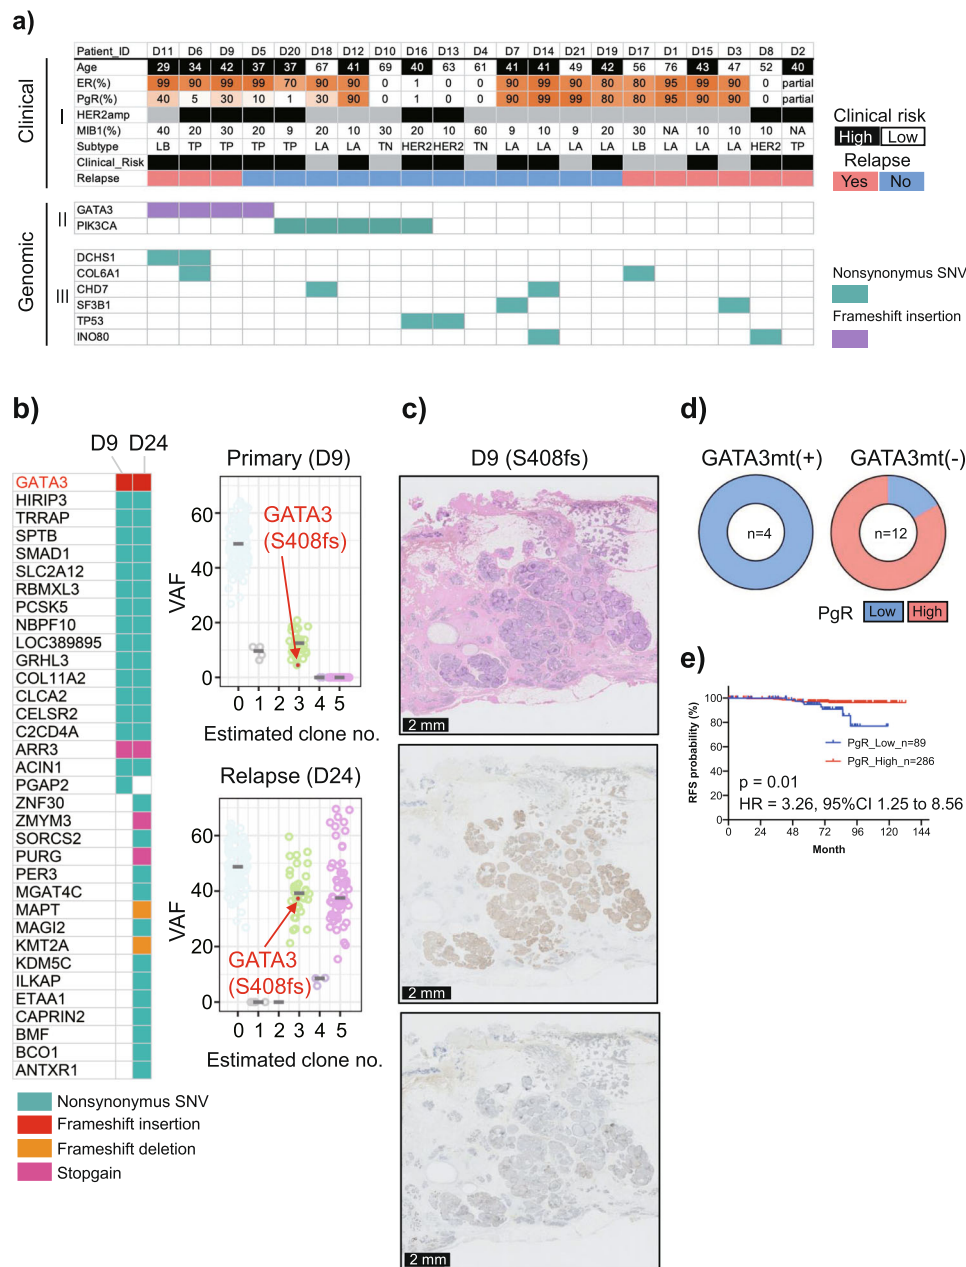 a)
Clinical
I
Patient_ID D11 D6 D9 D5 D20 D18 D12 D10 D16 D13 D4 D7 D14 D21 D19 D17 D1 D15 D3 D8 D2
Age 29 34 42 37 37 67 41 69 40 63 61 41 41 49 42 56 76 43 47 52 40
ER(%) 99 90 99 99 70 90 90 0 1 0 0 90 99 90 80 80 95 99 90 0 partial
PgR(%) 40 5 30 10 1 30 90 0 1 0 0 90 99 99 80 80 95 90 90 0 partial
HER2amp
MIB1(%) 40 20 30 20 9 20 10 10 20 10 60 9 10 9 20 30 NA 10 10 10 NA
Subtype LB TP TP TP TP LA LA TN HER2 HER2 TN LA LA LA LA LB LA LA LA HER2 TP
Clinical_Risk
Relapse
Clinical risk
High Low
Relapse
Yes No
Genomic
II
GATA3
PIK3CA
III
DCHS1
COL6A1
CHD7
SF3B1
TP53
INO80
Nonsynonymus SNV
Frameshift insertion
b)
D9 D24
GATA3
HIRIP3
TRRAP
SPTB
SMAD1
SLC2A12
RBMXL3
PCSK5
NBPF10
LOC389895
GRHL3
COL11A2
CLCA2
CELSR2
C2CD4A
ARR3
ACIN1
PGAP2
ZNF30
ZMYM3
SORCS2
PURG
PER3
MGAT4C
MAPT
MAGI2
KMT2A
KDM5C
ILKAP
ETAA1
CAPRIN2
BMF
BCO1
ANTXR1
Nonsynonymus SNV
Frameshift insertion
Frameshift deletion
Stopgain
Primary (D9)
GATA3
(S408fs)
VAF
60
40
20
0
0 1 2 3 4 5
Estimated clone no.
Relapse (D24)
VAF
60
40
20
0
GATA3
(S408fs)
0 1 2 3 4 5
Estimated clone no.
c)
D9 (S408fs)
2 mm
2 mm
2 mm
d)
GATA3mt(+) GATA3mt(-)
n=4 n=12
PgR Low High
e)
RFS probability (%)
100
80
60
40
20
0
PgR_Low_n=89
PgR_High_n=286
p = 0.01
HR = 3.26, 95%CI 1.25 to 8.56
0 24 48 72 96 120 144
Month